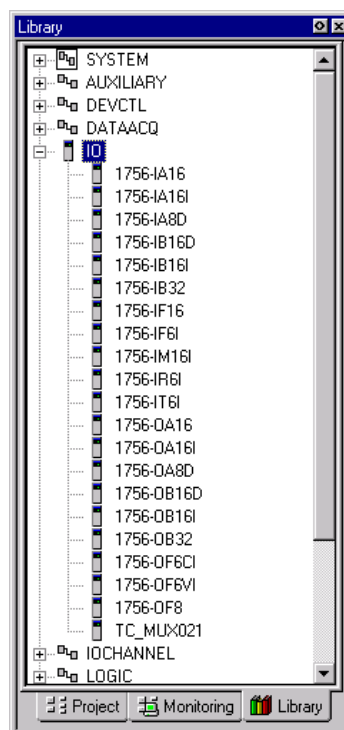 Library
SYSTEM
AUXILIARY
DEVCTL
DATAACQ
IO
1756-IA16
1756-IA16I
1756-IA8D
1756-IB16D
1756-IB16I
1756-IB32
1756-IF16
1756-IF6I
1756-IM16I
1756-IR6I
1756-IT6I
1756-OA16
1756-OA16I
1756-OA8D
1756-OB16D
1756-OB16I
1756-OB32
1756-OF6CI
1756-OF6VI
1756-OF8
TC_MUX021
IOCHANNEL
LOGIC
Project Monitoring Library